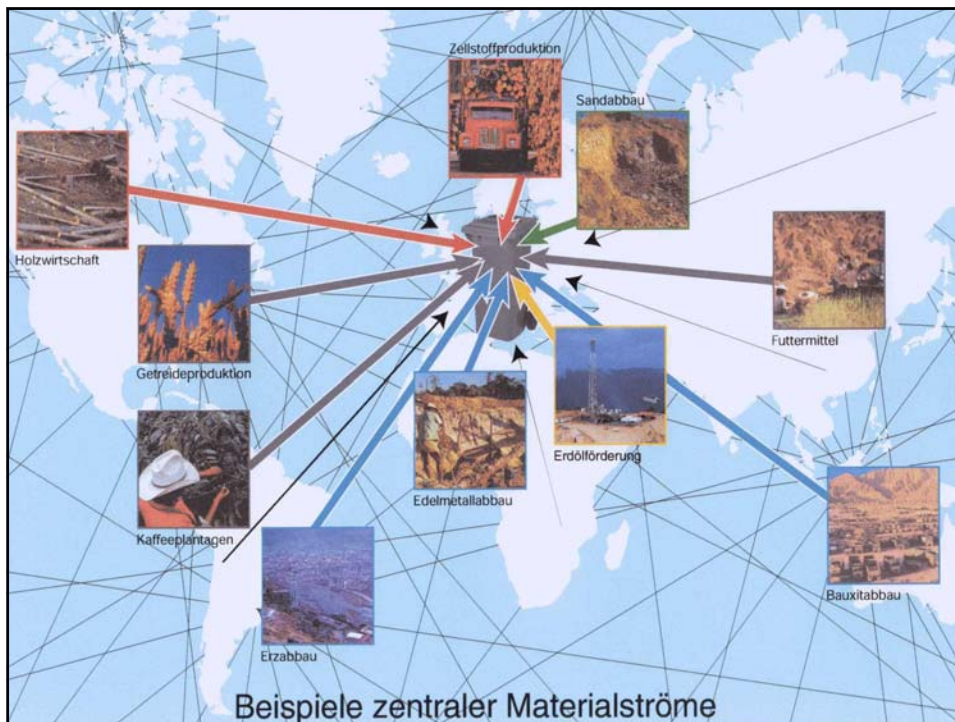 Zellstoffproduktion
Sandabbau
Holzwirtschaft
Futtermittel
Getreideproduktion
Erdölförderung
Edelmetallabbau
Kaffeeplantagen
Bauxitabbau
Erzabbau
Beispiele zentraler Materialströme